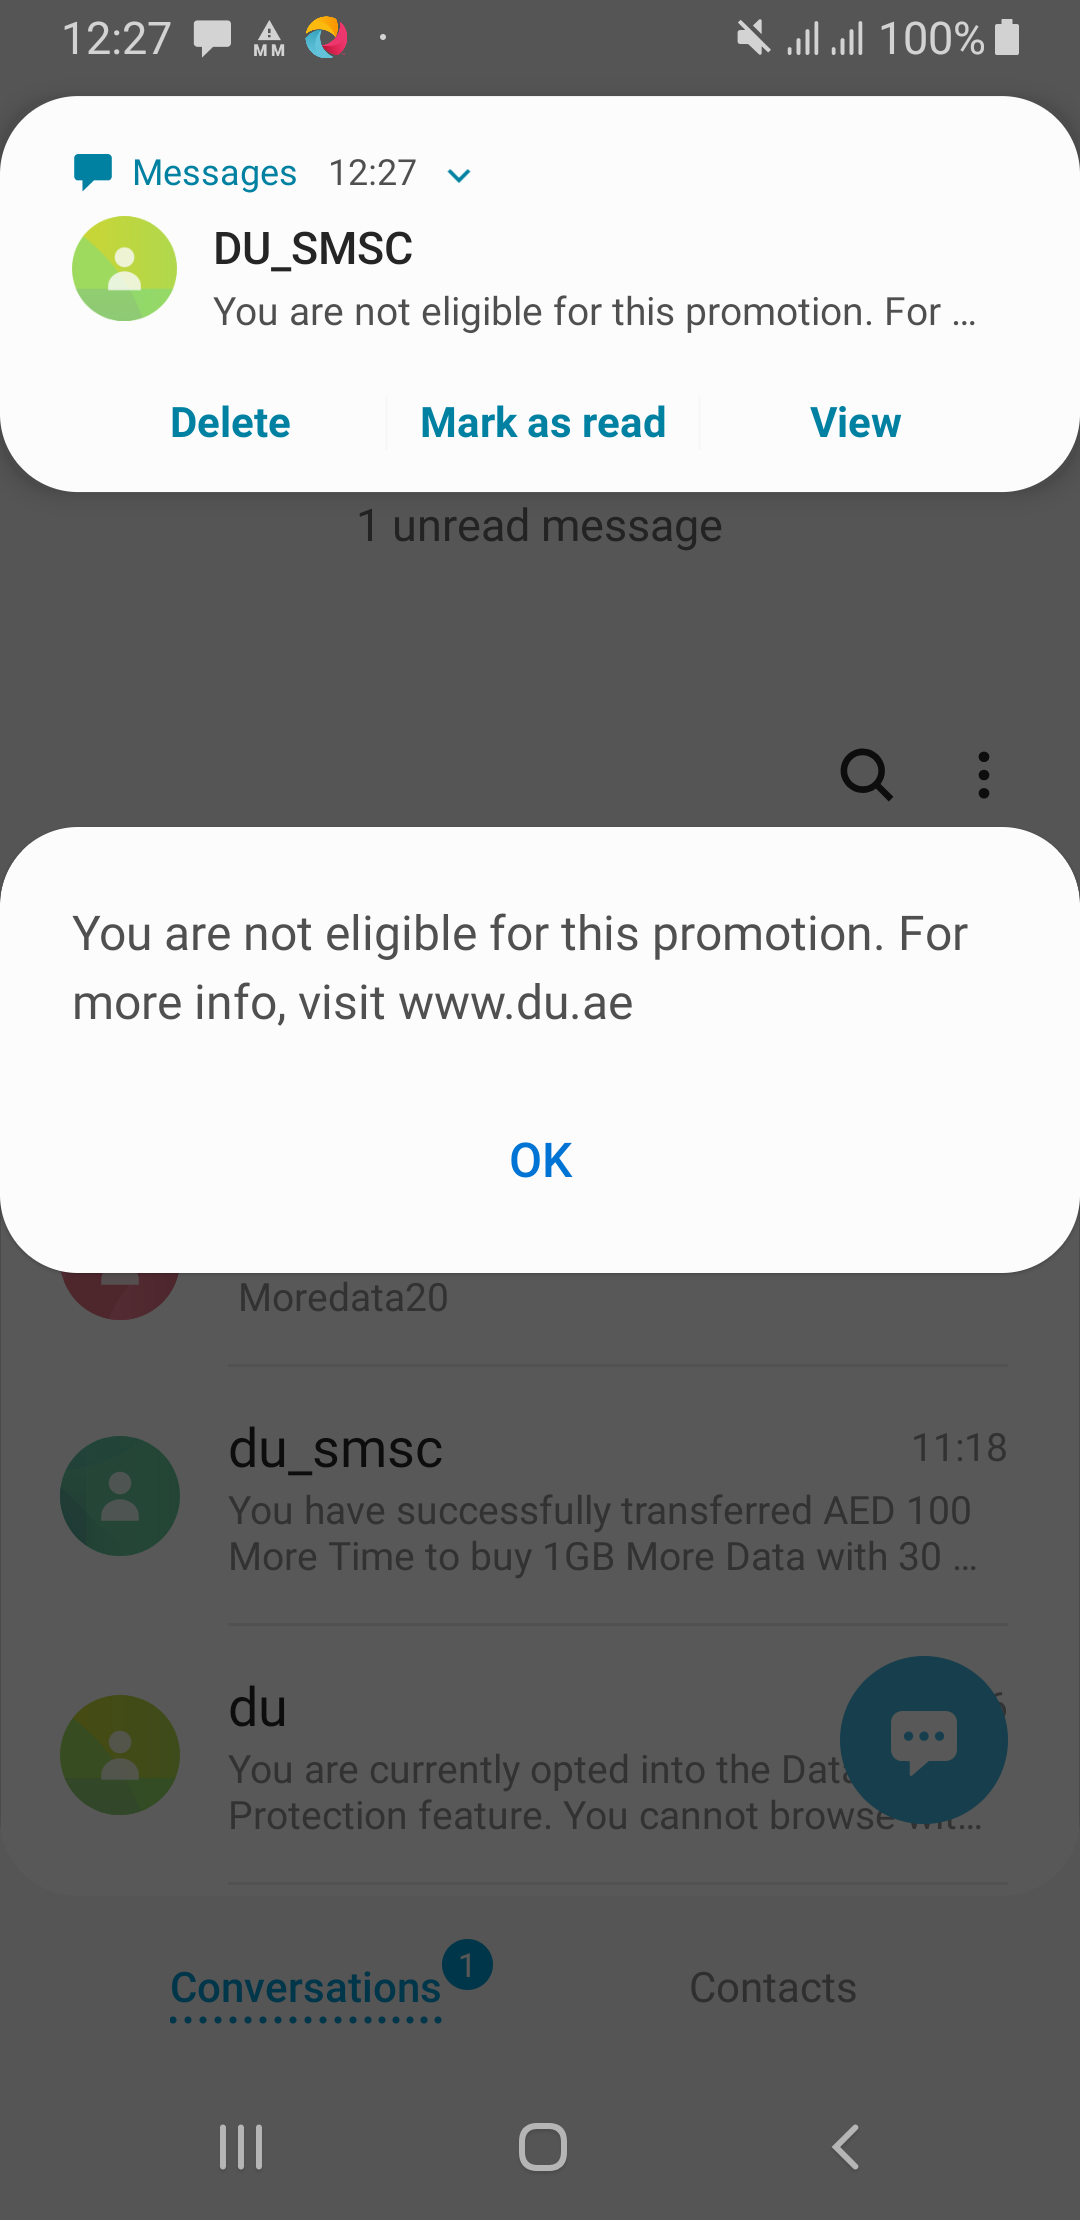 12:27
MM
100%
Messages 12:27
DU_SMSC
You are not eligible for this promotion. For ...
Delete Mark as read View
1 unread message
You are not eligible for this promotion. For
more info, visit www.du.ae
OK
Moredata20
du_smsc 11:18
You have successfully transferred AED 100
More Time to buy 1GB More Data with 30 ...
du
You are currently opted into the Data
Protection feature. You cannot browse
Conversations 1 Contacts